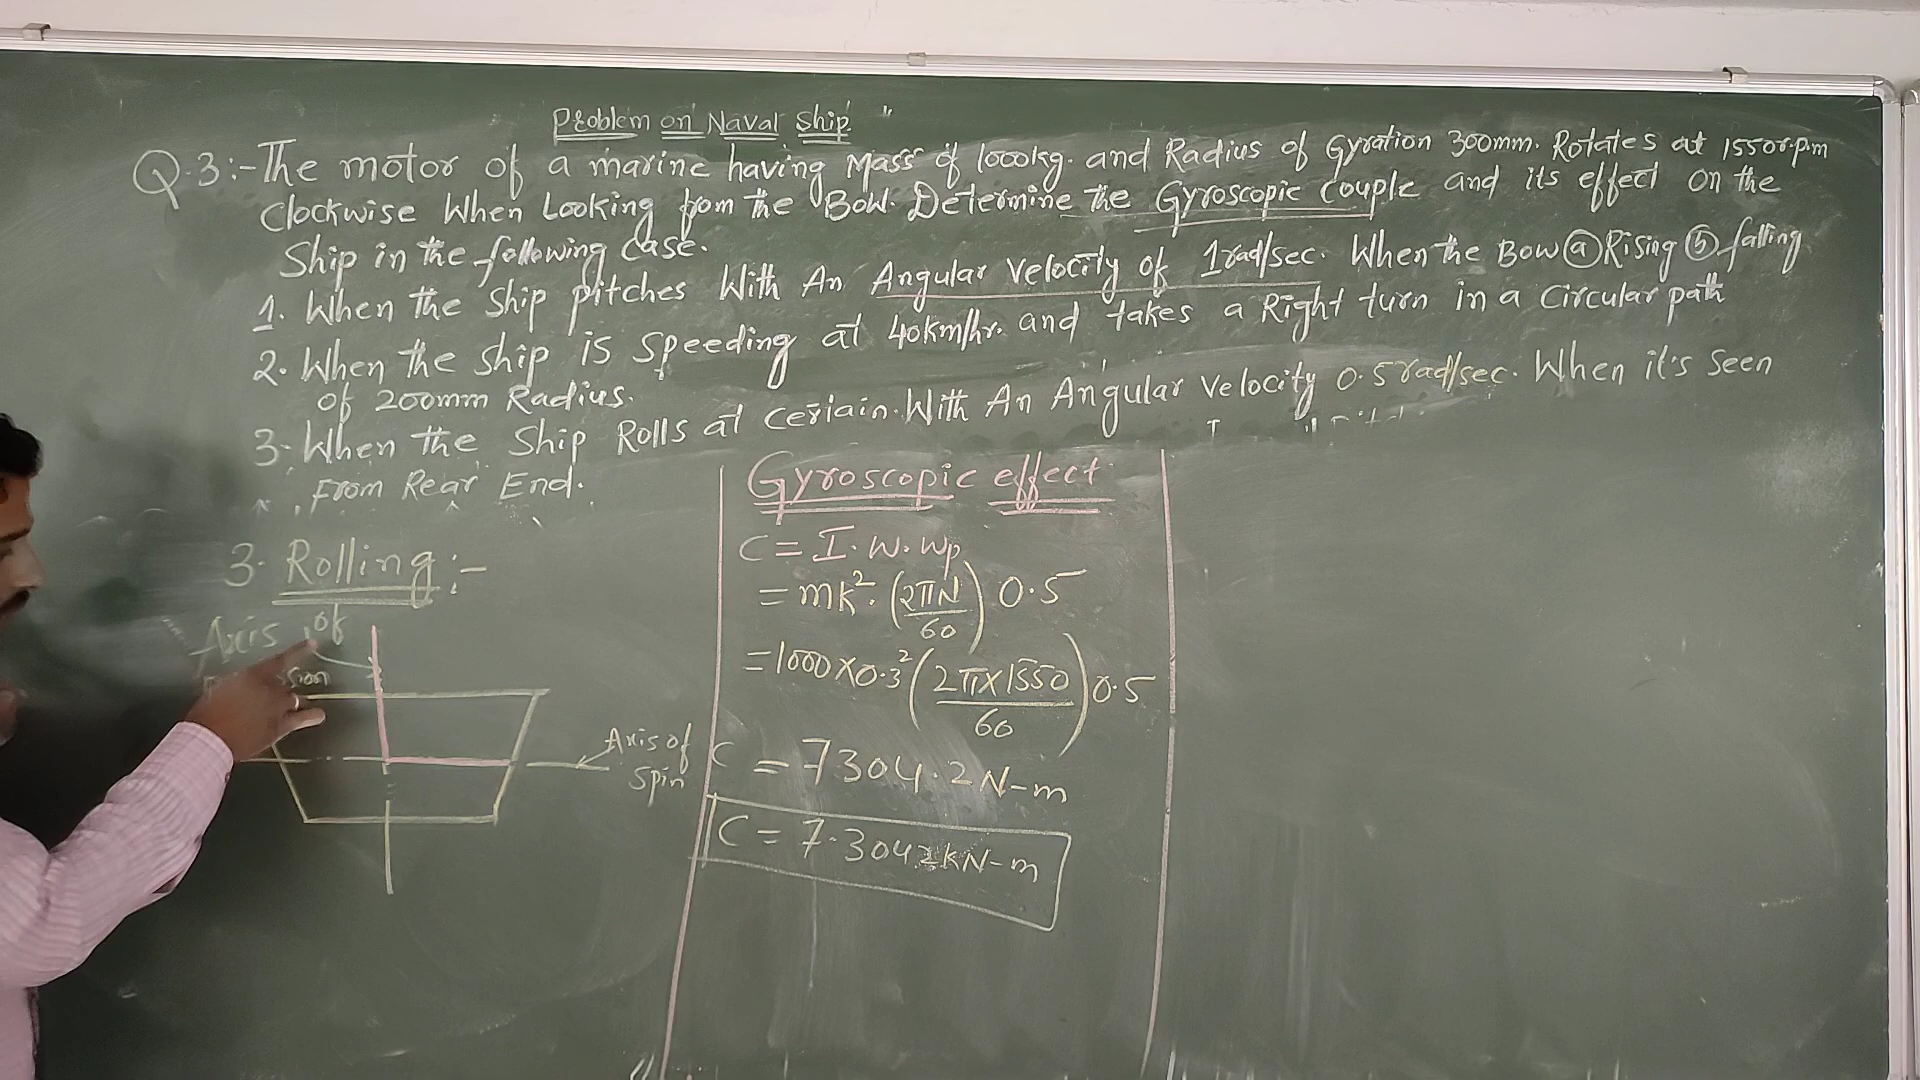 Problem on Naval Ship "
Q.3:- The motor of a marine having Mass of 1000kg. and Radius of Gyration 300mm. Rotates at 1550r.p.m
Clockwise When Looking from the Bow. Determine the Gyroscopic couple and its effect on the
Ship in the following case.
1. When the Ship pitches With An Angular Velocity of 1rad/sec. When the Bow ⓐ Rising ⓑ falling
2. When the ship is speeding at 40km/hr. and takes a Right turn in a Circular path
of 200mm Radius.
3. When the Ship Rolls at certain With An Angular Velocity 0.5rad/sec. When it's Seen
From Rear End.
3. Rolling :-
Axis of
sion
Axis of
Spin
Gyroscopic effect
C = I.W.Wp
= mk². (2πN/60) 0.5
= 1000×0.3² (2π×1550/60) 0.5
C = 7304.2 N-m
C = 7.3042kN-m